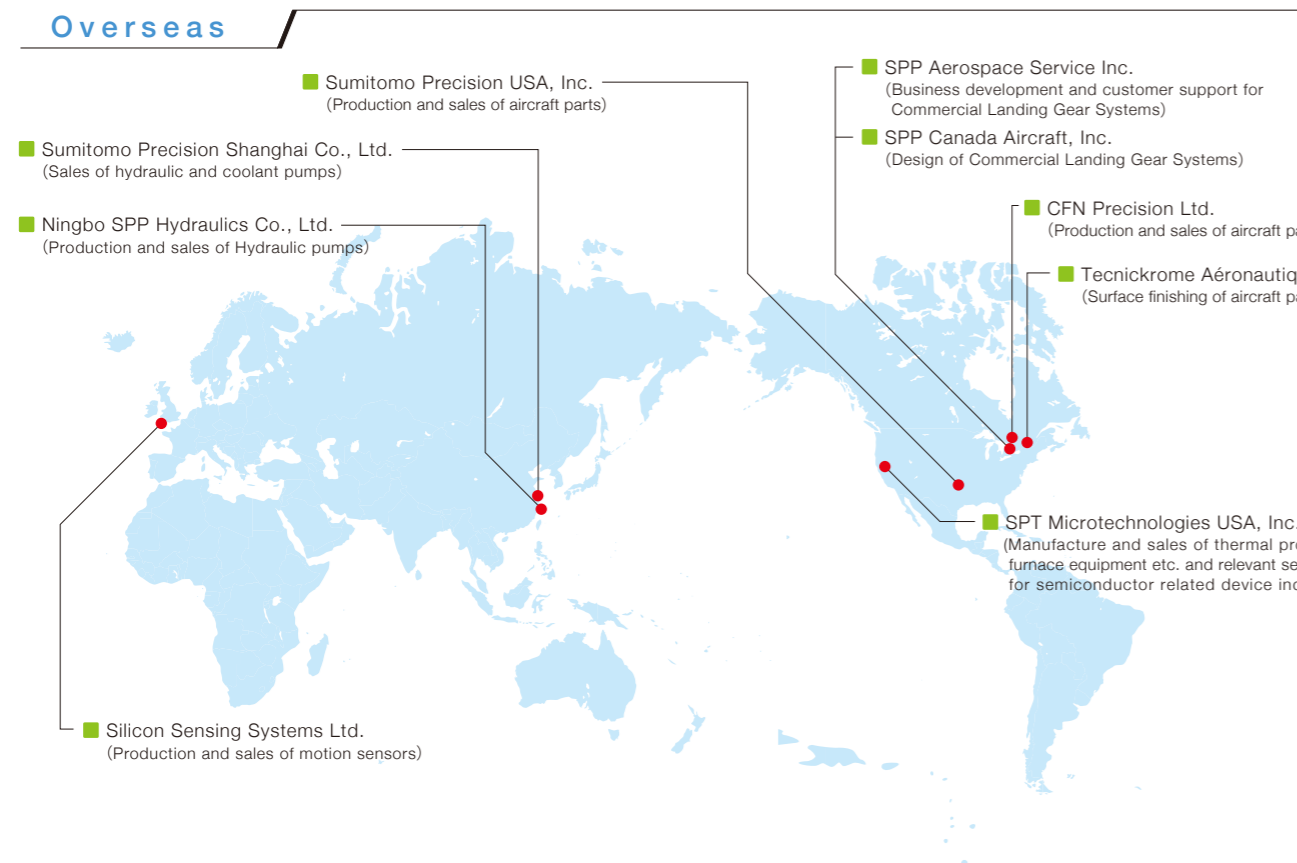 Overseas
Sumitomo Precision USA, Inc.
(Production and sales of aircraft parts)
Sumitomo Precision Shanghai Co., Ltd.
(Sales of hydraulic and coolant pumps)
Ningbo SPP Hydraulics Co., Ltd.
(Production and sales of Hydraulic pumps)
SPP Aerospace Service Inc.
(Business development and customer support for
Commercial Landing Gear Systems)
SPP Canada Aircraft, Inc.
(Design of Commercial Landing Gear Systems)
CFN Precision Ltd.
(Production and sales of aircraft
Tecnickrome
(Surface finishing of aircraft
SPT Microtechnologies USA, Inc.
(Manufacture and sales of thermal
furnace equipment etc. and relevant
for semiconductor related device
Silicon Sensing Systems Ltd.
(Production and sales of motion sensors)